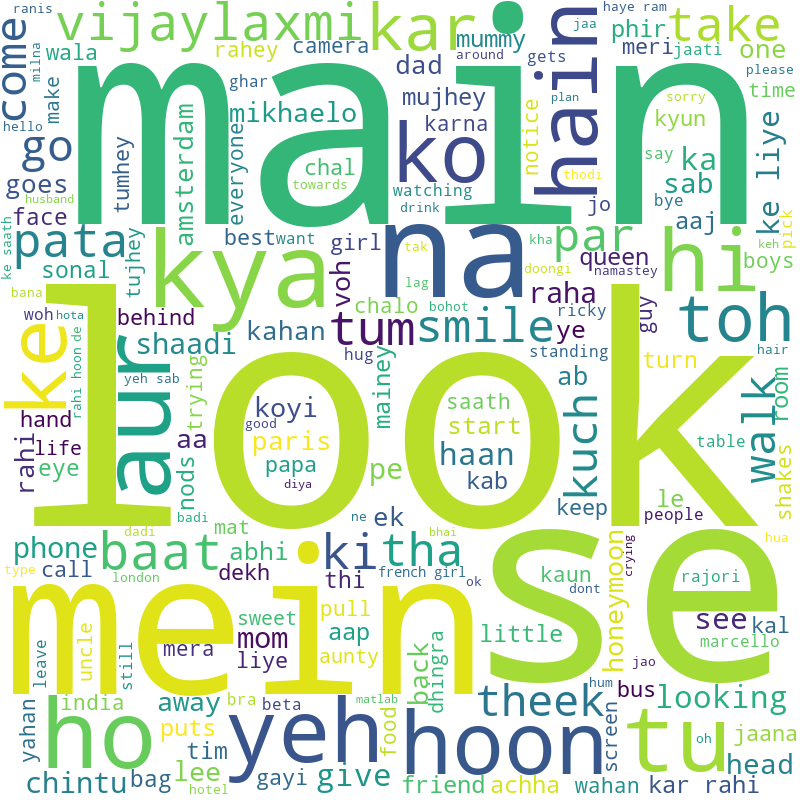 ranis
vijaylaxmi
kar
haye ram
phir
take
come
milna
wala
rahey
camera
mummy
around
jaa
meri
jaati
one
make
ghar
dad
gets
plan
please
hello
main
mikhaelo
mujhey
karna
hain
sorry
time
go
tumhey
everyone
amsterdam
chal
towards
ko
watching
drink
notice
thodi
kyun
say
ka
sab
bye
ke liye
pick
goes
face
husband
jo
aaj
pata
sonal
tujhey
best
want
girl
na
par
queen
boys
keh
ke saath
kya
voh
tak
kha
doongi
namastey
hi
bana
woh
hota
behind
lag
chalo
bohot
raha
ye
ricky
guy
toh
ke
rahi hoon de
yeh sab
aur
shaadi
trying
kahan
hug
tum
smile
standing
turn
hair
look
mainey
ab
walk
room
hand
rahi
life
eye
aa
nods
koyi
good
paris
papa
diya
pe
saath
start
haan
kab
kuch
keep
le
table
people
shakes
dadi
badi
mat
ne
ek
bhai
hua
phone
baat
abhi
ki
tha
crying
type
call
london
dekh
thi
french girl
ok
kaun
dont
honeymoon
rajori
mein
se
see
kal
sweet
pull
mom
aap
little
marcello
leave
uncle
still
mera
liye
aunty
back
dhingra
jao
bus
looking
india
away
bra
beta
matlab
theek
hum
ho
yeh
hoon
tu
oh
jaana
yahan
puts
tim
food
screen
head
chintu
bag
lee
hotel
gayi
give
friend
achha
wahan
kar rahi